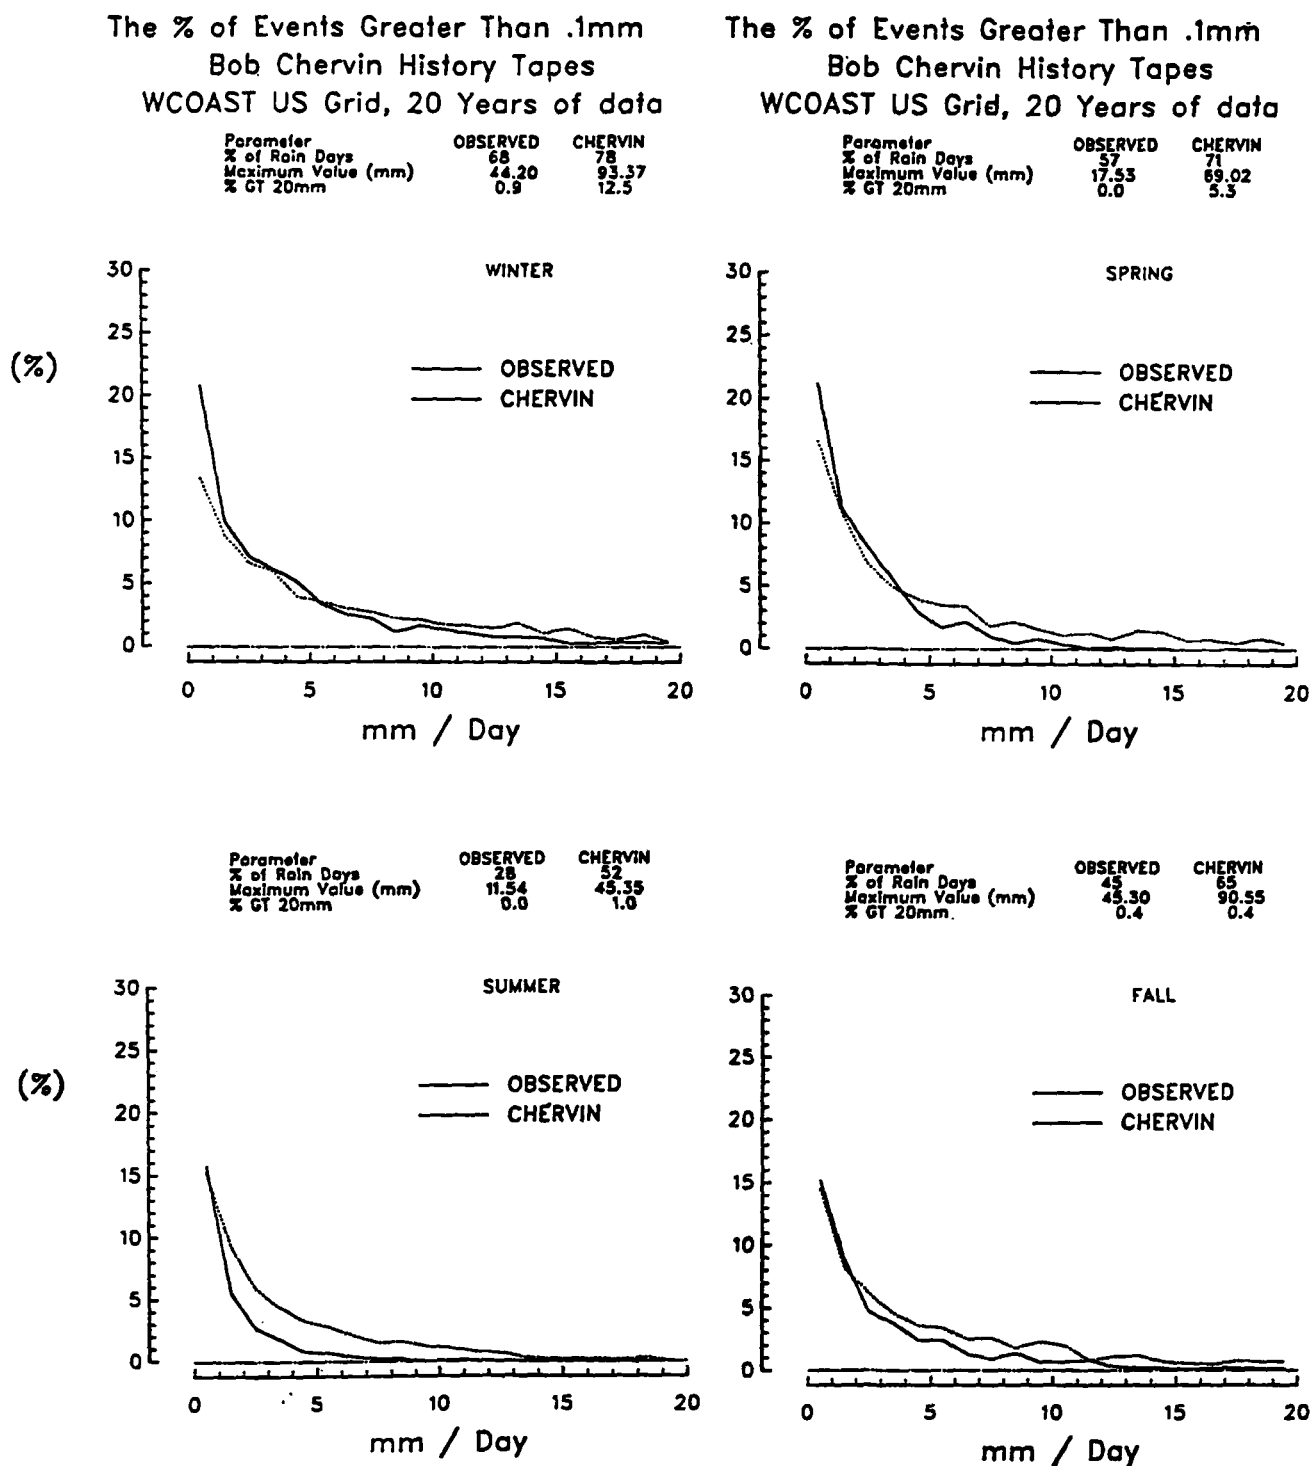 The % of Events Greater Than .1mm
Bob Chervin History Tapes
WCOAST US Grid, 20 Years of data
Parameter OBSERVED CHERVIN
% of Rain Days 68 78
Maximum Value (mm) 44.20 93.37
% GT 20mm 0.9 12.5
WINTER
(%)
30
25
20
15
10
5
0
OBSERVED
CHERVIN
0 5 10 15 20
mm / Day
The % of Events Greater Than .1mm
Bob Chervin History Tapes
WCOAST US Grid, 20 Years of data
Parameter OBSERVED CHERVIN
% of Rain Days 57 71
Maximum Value (mm) 17.53 69.02
% GT 20mm 0.0 5.3
SPRING
30
25
20
15
10
5
0
OBSERVED
CHERVIN
0 5 10 15 20
mm / Day
Parameter OBSERVED CHERVIN
% of Rain Days 28 52
Maximum Value (mm) 11.54 45.35
% GT 20mm 0.0 1.0
SUMMER
(%)
30
25
20
15
10
5
0
OBSERVED
CHERVIN
0 5 10 15 20
mm / Day
Parameter OBSERVED CHERVIN
% of Rain Days 45 65
Maximum Value (mm) 45.30 90.55
% GT 20mm 0.4 0.4
FALL
30
25
20
15
10
5
0
OBSERVED
CHERVIN
0 5 10 15 20
mm / Day